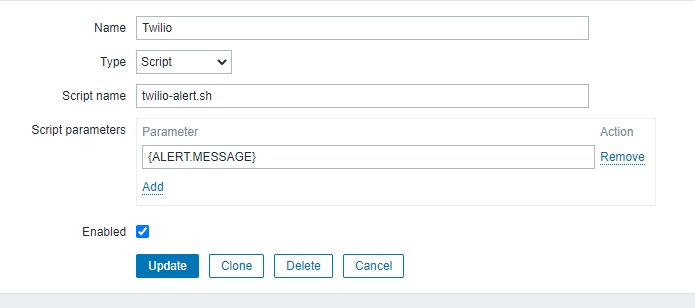 Name Twilio
Type Script
Script name twilio-alert.sh
Script parameters Parameter Action
{ALERT.MESSAGE} Remove
Add
Enabled
Update Clone Delete Cancel